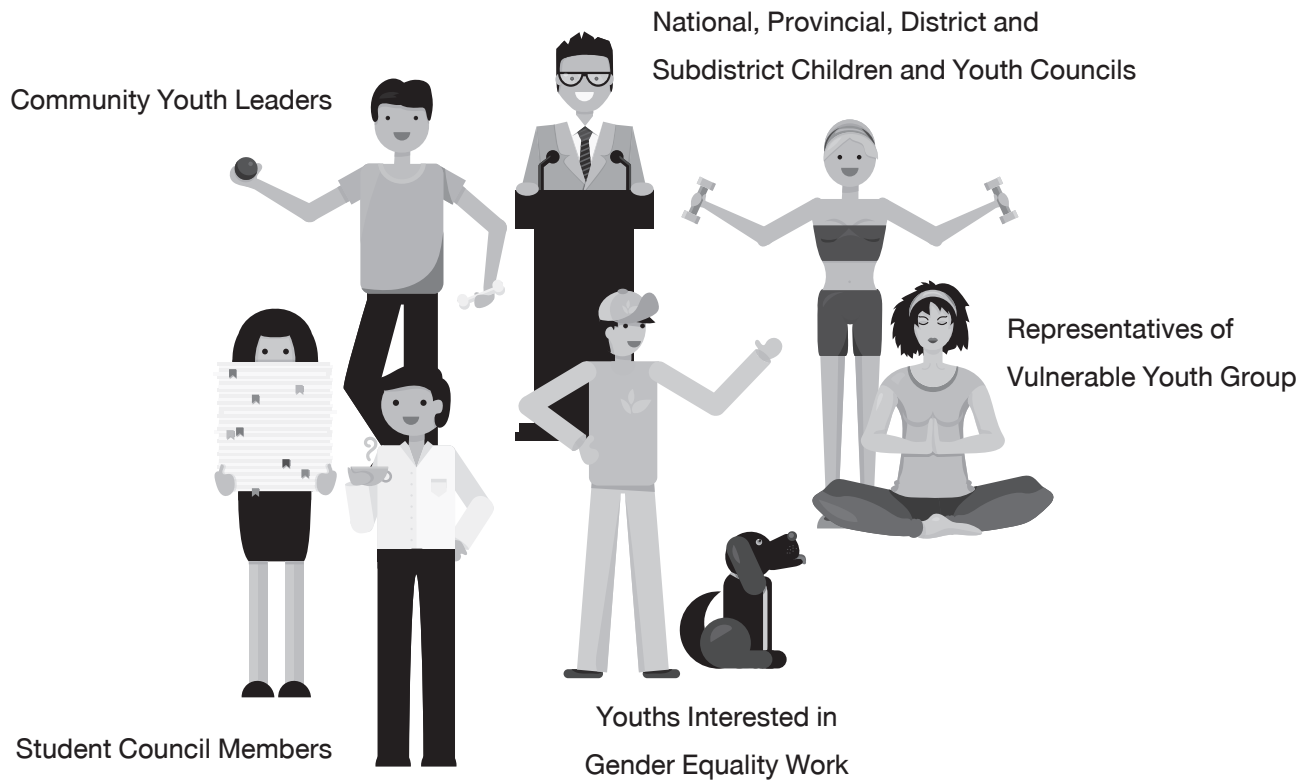 National, Provincial, District and
Subdistrict Children and Youth Councils
Community Youth Leaders
Representatives of
Vulnerable Youth Group
Youths Interested in
Gender Equality Work
Student Council Members